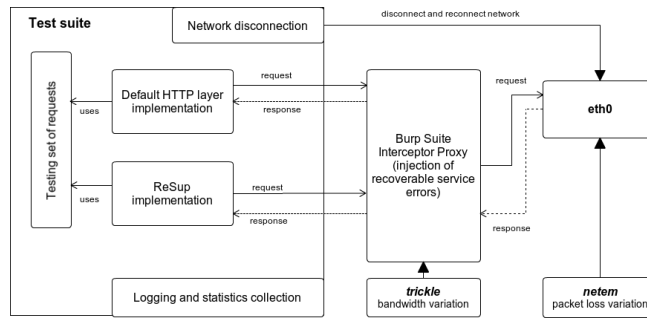 Test suite
Network disconnection
disconnect and reconnect network
Testing set of requests
uses
Default HTTP layer
implementation
request
response
Burp Suite
Interceptor Proxy
(injection of
recoverable service
errors)
request
eth0
response
uses
ReSup
implementation
request
response
Logging and statistics collection
trickle
bandwidth variation
netem
packet loss variation